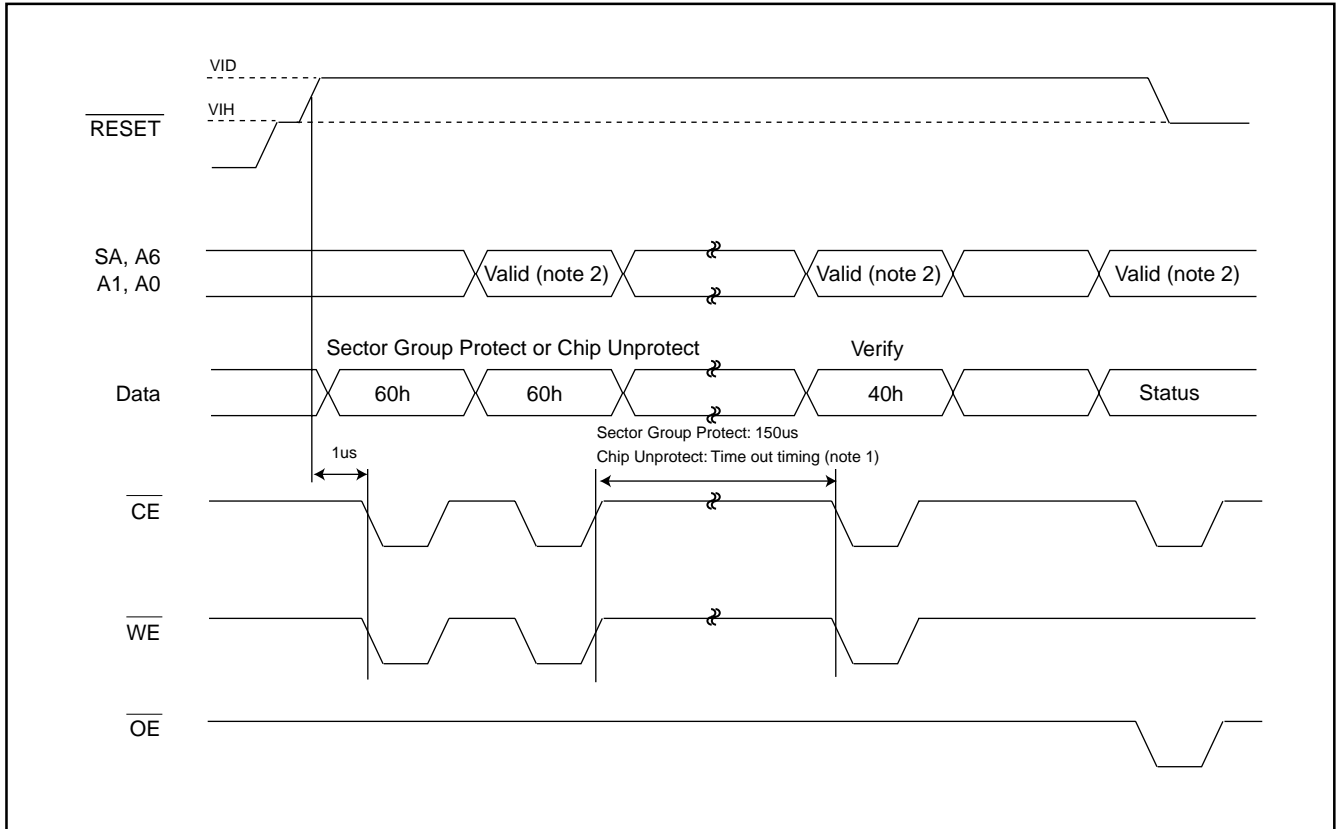 VID
VIH
RESET
SA, A6
A1, A0
Valid (note 2)
Valid (note 2)
Valid (note 2)
Sector Group Protect or Chip Unprotect
Verify
Data
60h
60h
40h
Status
Sector Group Protect: 150us
Chip Unprotect: Time out timing (note 1)
1us
CE
WE
OE